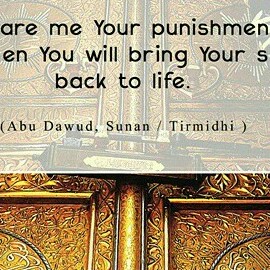 are me Your punishmen
en You will bring Your s
back to life.
(Abu Dawud, Sunan / Tirmidhi )